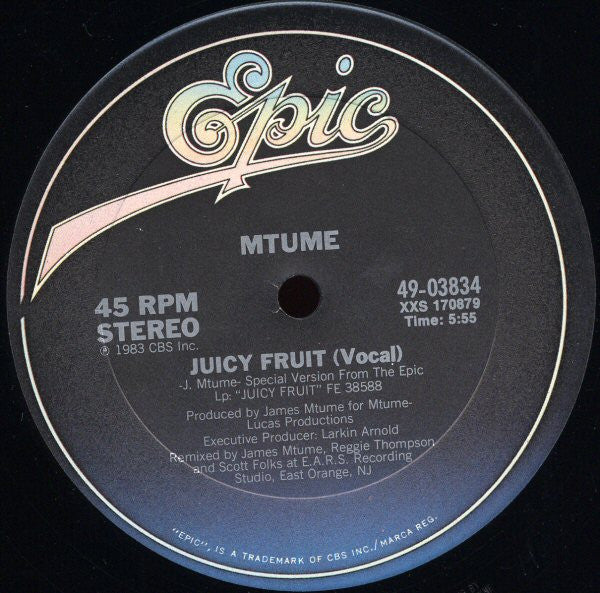 Epic
MTUME
49-03834
XXS 170879
Time: 5:55
45 RPM
STEREO
℗ 1983 CBS Inc.
JUICY FRUIT (Vocal)
-J. Mtume- Special Version From The Epic
Lp: "JUICY FRUIT" FE 38588
Produced by James Mtume for Mtume-
Lucas Productions
Executive Producer: Larkin Arnold
Remixed by James Mtume, Reggie Thompson
and Scott Folks at E.A.R.S. Recording
Studio, East Orange, NJ
"EPIC", IS A TRADEMARK OF CBS INC./MARCA REG.